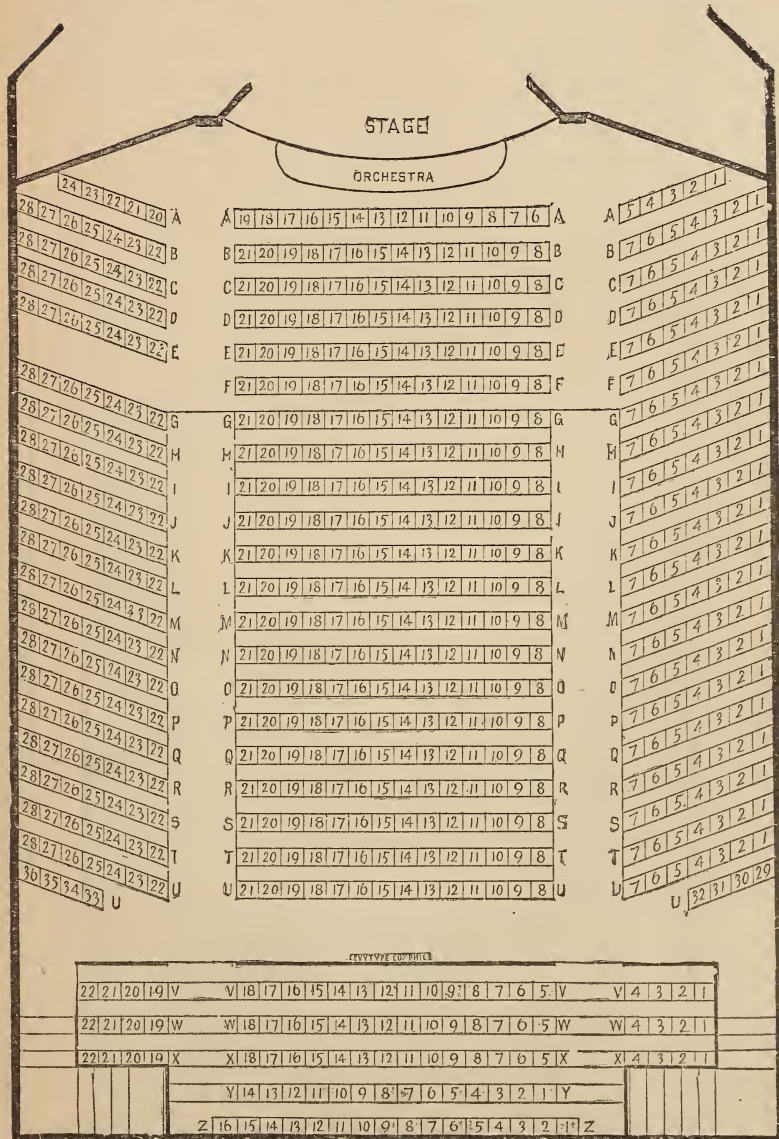 STAGE
ORCHESTRA
24 23 22 21 20 A A 19 18 17 16 15 14 13 12 11 10 9 8 7 6 A A 5 4 3 2 1
28 27 26 25 24 23 22 B B 21 20 19 18 17 16 15 14 13 12 11 10 9 8 B B 7 6 5 4 3 2 1
28 27 26 25 24 23 22 C C 21 20 19 18 17 16 15 14 13 12 11 10 9 8 C C 7 6 5 4 3 2 1
28 27 26 25 24 23 22 D D 21 20 19 18 17 16 15 14 13 12 11 10 9 8 D D 7 6 5 4 3 2 1
28 27 26 25 24 23 22 E E 21 20 19 18 17 16 15 14 13 12 11 10 9 8 E E 7 6 5 4 3 2 1
F 21 20 19 18 17 16 15 14 13 12 11 10 9 8 F F 7 6 5 4 3 2 1
28 27 26 25 24 23 22 G G 21 20 19 18 17 16 15 14 13 12 11 10 9 8 G G 7 6 5 4 3 2 1
28 27 26 25 24 23 22 H H 21 20 19 18 17 16 15 14 13 12 11 10 9 8 H H 7 6 5 4 3 2 1
28 27 26 25 24 23 22 I I 21 20 19 18 17 16 15 14 13 12 11 10 9 8 I I 7 6 5 4 3 2 1
28 27 26 25 24 23 22 J J 21 20 19 18 17 16 15 14 13 12 11 10 9 8 J J 7 6 5 4 3 2 1
28 27 26 25 24 23 22 K K 21 20 19 18 17 16 15 14 13 12 11 10 9 8 K K 7 6 5 4 3 2 1
28 27 26 25 24 23 22 L L 21 20 19 18 17 16 15 14 13 12 11 10 9 8 L L 7 6 5 4 3 2 1
28 27 26 25 24 23 22 M M 21 20 19 18 17 16 15 14 13 12 11 10 9 8 M M 7 6 5 4 3 2 1
28 27 26 25 24 23 22 N N 21 20 19 18 17 16 15 14 13 12 11 10 9 8 N N 7 6 5 4 3 2 1
28 27 26 25 24 23 22 O O 21 20 19 18 17 16 15 14 13 12 11 10 9 8 O O 7 6 5 4 3 2 1
28 27 26 25 24 23 22 P P 21 20 19 18 17 16 15 14 13 12 11 10 9 8 P P 7 6 5 4 3 2 1
28 27 26 25 24 23 22 Q Q 21 20 19 18 17 16 15 14 13 12 11 10 9 8 Q Q 7 6 5 4 3 2 1
28 27 26 25 24 23 22 R R 21 20 19 18 17 16 15 14 13 12 11 10 9 8 R R 7 6 5 4 3 2 1
28 27 26 25 24 23 22 S S 21 20 19 18 17 16 15 14 13 12 11 10 9 8 S S 7 6 5 4 3 2 1
28 27 26 25 24 23 22 T T 21 20 19 18 17 16 15 14 13 12 11 10 9 8 T T 7 6 5 4 3 2 1
28 27 26 25 24 23 22 U U 21 20 19 18 17 16 15 14 13 12 11 10 9 8 U U 7 6 5 4 3 2 1
36 35 34 33 U U 32 31 30 29
LEVYTYPE CO. PHILA
22 21 20 19 V V 18 17 16 15 14 13 12 11 10 9 8 7 6 5 V V 4 3 2 1
22 21 20 19 W W 18 17 16 15 14 13 12 11 10 9 8 7 6 5 W W 4 3 2 1
22 21 20 19 X X 18 17 16 15 14 13 12 11 10 9 8 7 6 5 X X 4 3 2 1
Y 14 13 12 11 10 9 8 7 6 5 4 3 2 1 Y
Z 16 15 14 13 12 11 10 9 8 7 6 5 4 3 2 1 Z